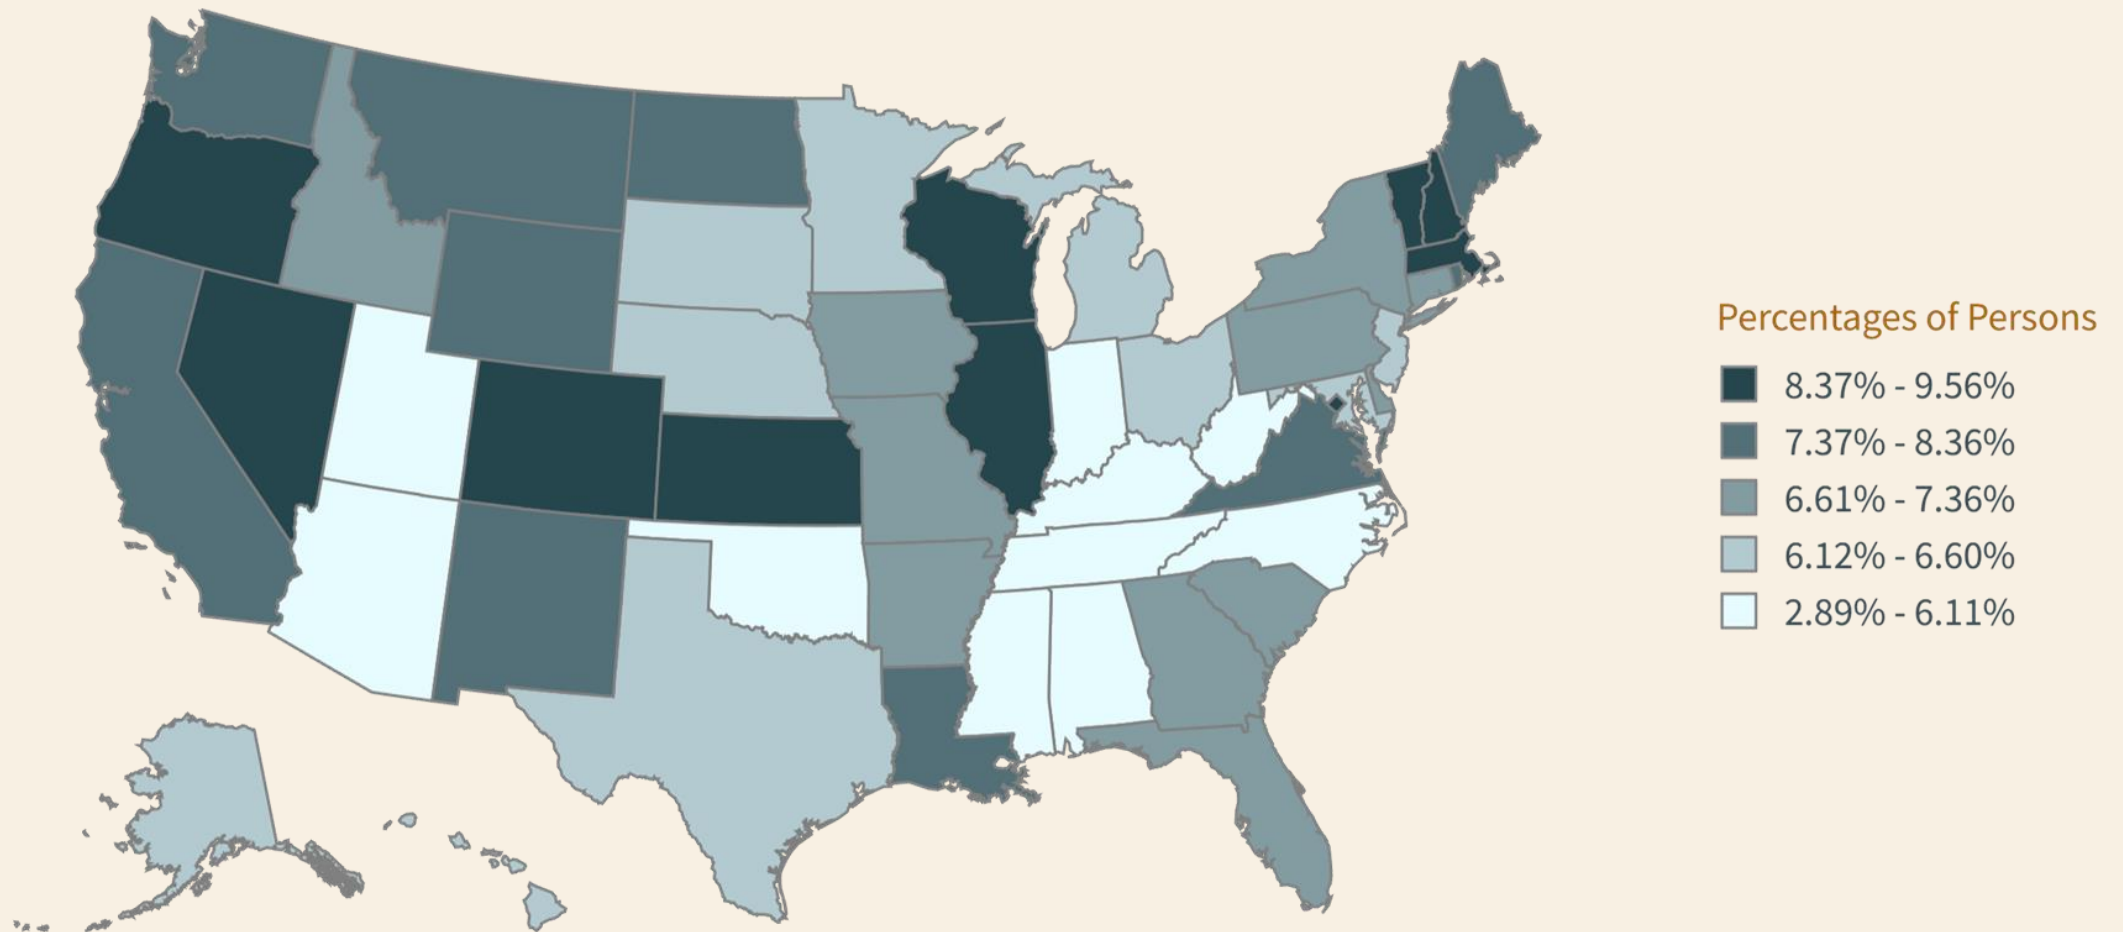 Percentages of Persons
8.37% - 9.56%
7.37% - 8.36%
6.61% - 7.36%
6.12% - 6.60%
2.89% - 6.11%